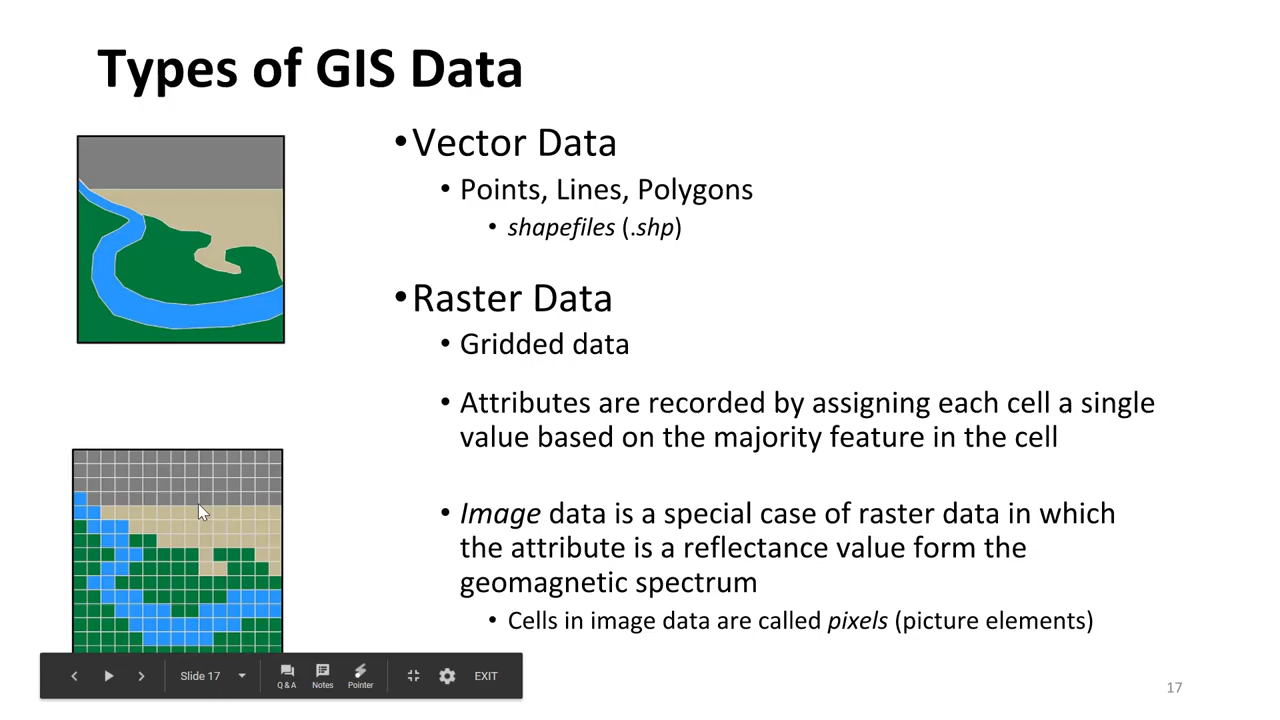 Types of GIS Data
•Vector Data
• Points, Lines, Polygons
• shapefiles (.shp)
•Raster Data
• Gridded data
• Attributes are recorded by assigning each cell a single
value based on the majority feature in the cell
• Image data is a special case of raster data in which
the attribute is a reflectance value form the
geomagnetic spectrum
• Cells in image data are called pixels (picture elements)
Slide 17
Q & A
Notes
Pointer
EXIT
17